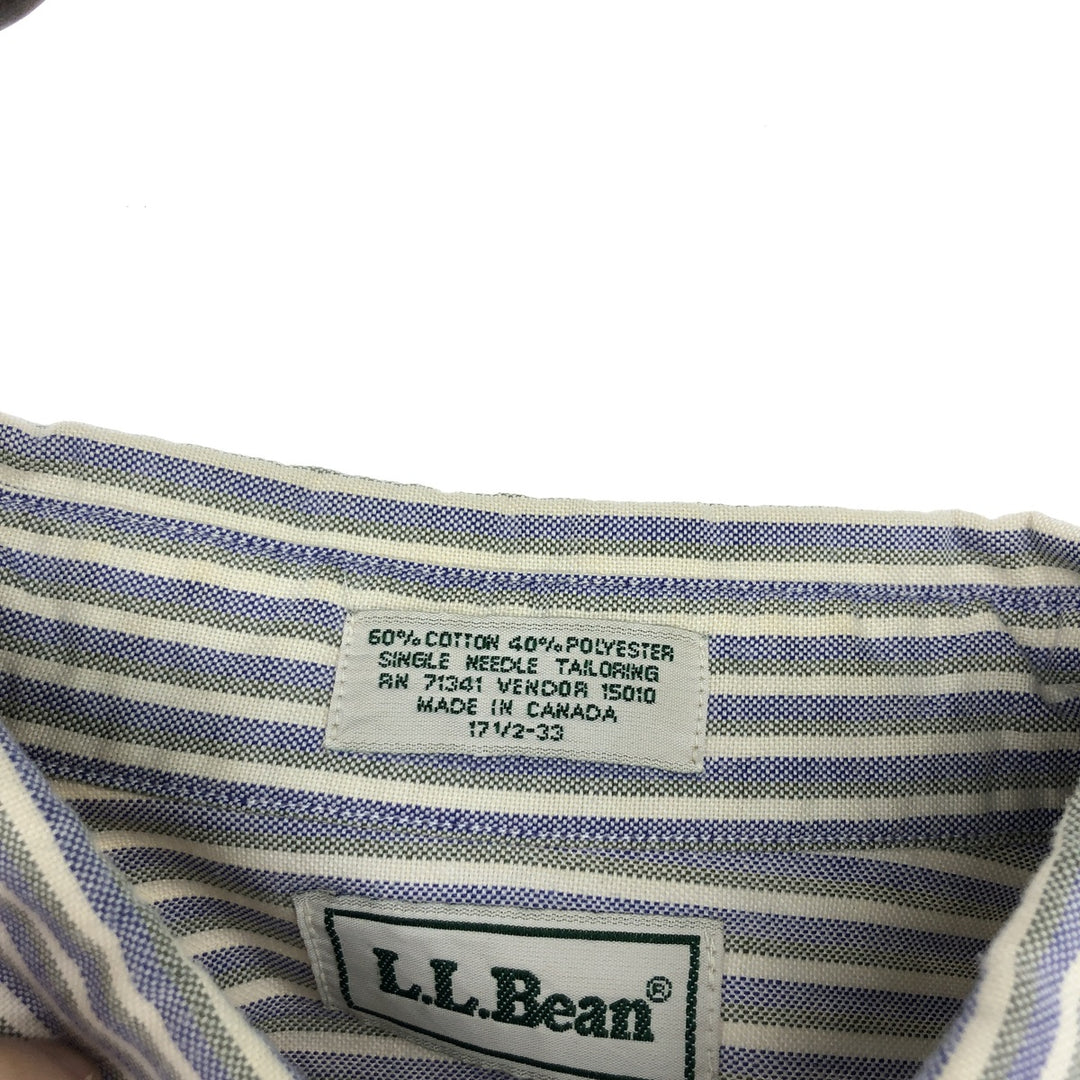 60% COTTON 40% POLYESTER
SINGLE NEEDLE TAILORING
RN 71341 VENDOR 15010
MADE IN CANADA
17 1/2-33
L.L.Bean®